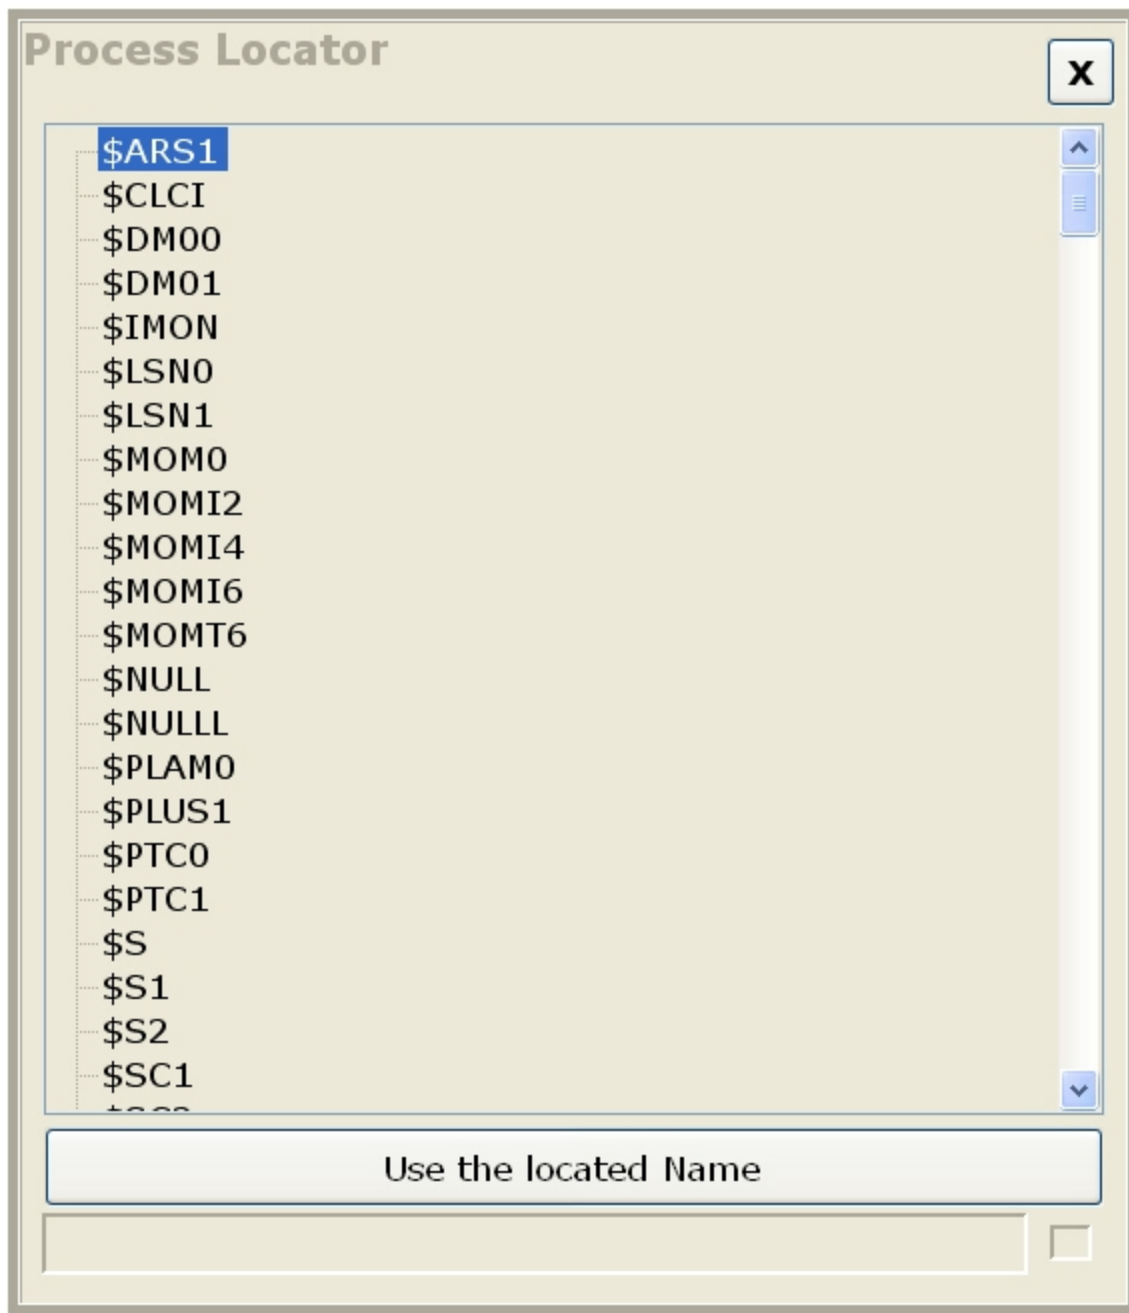 Process Locator
X
$ARS1
$CLCI
$DM00
$DM01
$IMON
$LSN0
$LSN1
$MOM0
$MOMI2
$MOMI4
$MOMI6
$MOMT6
$NULL
$NULLL
$PLAM0
$PLUS1
$PTC0
$PTC1
$S
$S1
$S2
$SC1
Use the located Name